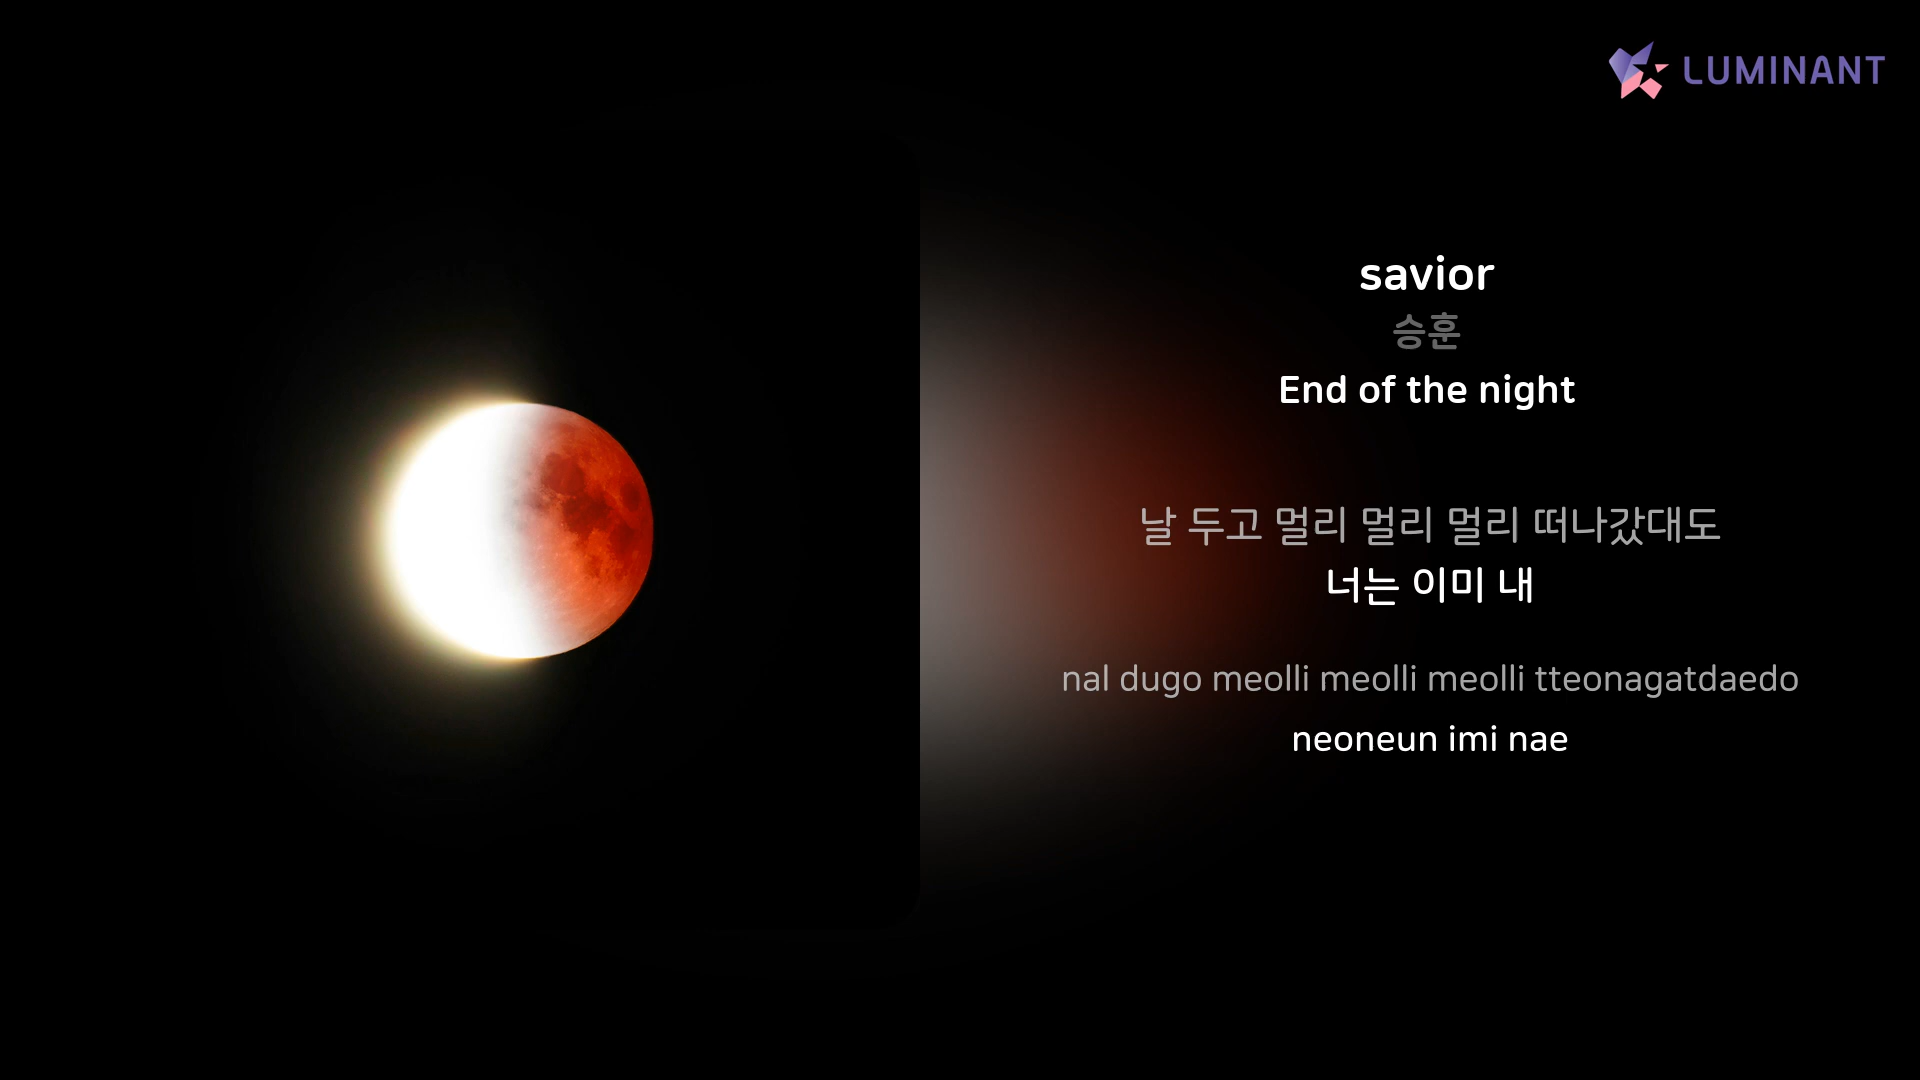 LUMINANT
savior
승훈
End of the night
날 두고 멀리 멀리 멀리 떠나갔대도
너는 이미 내
nal dugo meolli meolli meolli tteonagatdaedo
neoneun imi nae